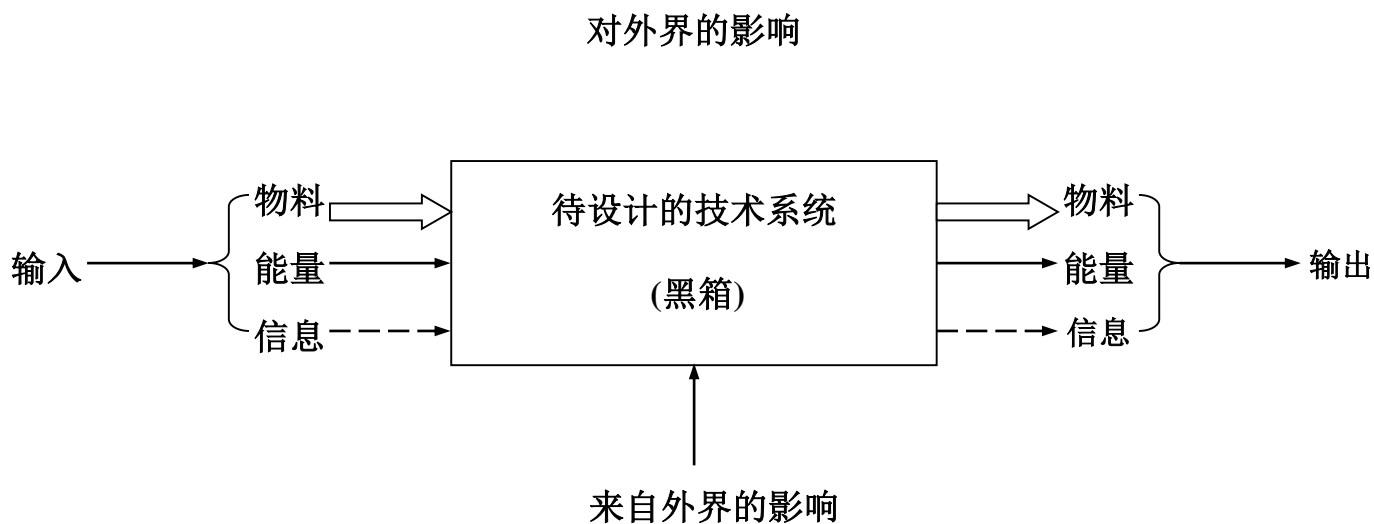 对外界的影响
物料
待设计的技术系统
物料
输入
能量
能量
输出
(黑箱)
信息
信息
来自外界的影响